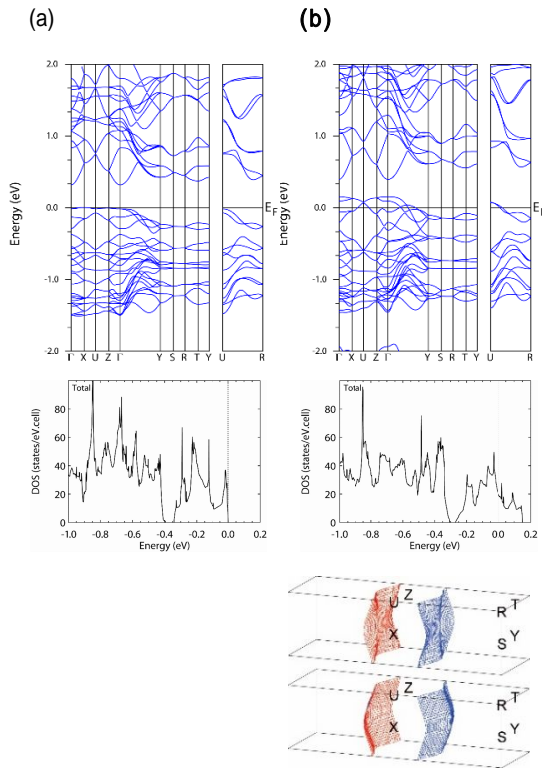 (a)
(b)
2.0
1.0
0.0
-1.0
-2.0
Energy (eV)
E_F
Γ X U Z Γ Y S R T Y U R
2.0
1.0
0.0
-1.0
-2.0
Energy (eV)
E_F
Γ X U Z Γ Y S R T Y U R
Total
80
60
40
20
0
DOS (states/eV.cell)
-1.0 -0.8 -0.6 -0.4 -0.2 0.0 0.2
Energy (eV)
Total
80
60
40
20
0
DOS (states/eV.cell)
-1.0 -0.8 -0.6 -0.4 -0.2 0.0 0.2
Energy (eV)
U Z
R T
X
S Y
U Z
R T
X
S Y